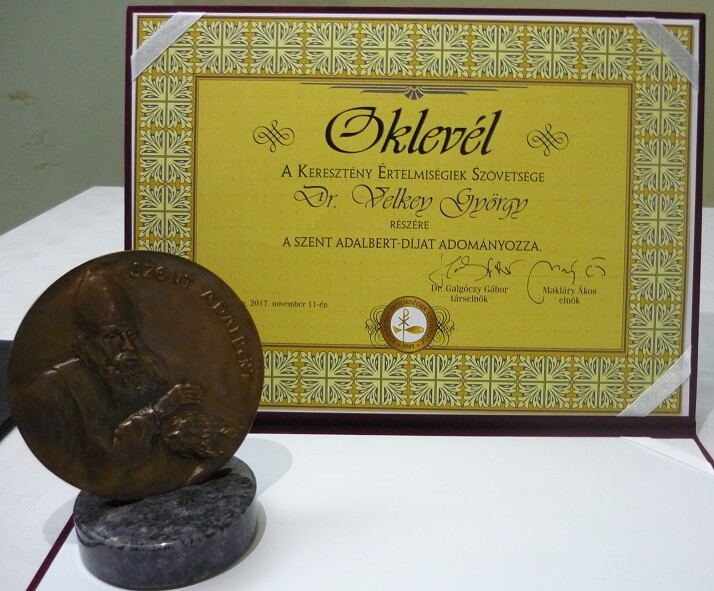 Oklevél
A Keresztény Értelmiségiek Szövetsége
Dr. Velkey György
RÉSZÉRE
A SZENT ADALBERT-DÍJAT ADOMÁNYOZZA.
2017. november 11-én
Dr. Galgóczy Gábor
társelnök
Makláry Ákos
elnök
SZENT ADALBERT